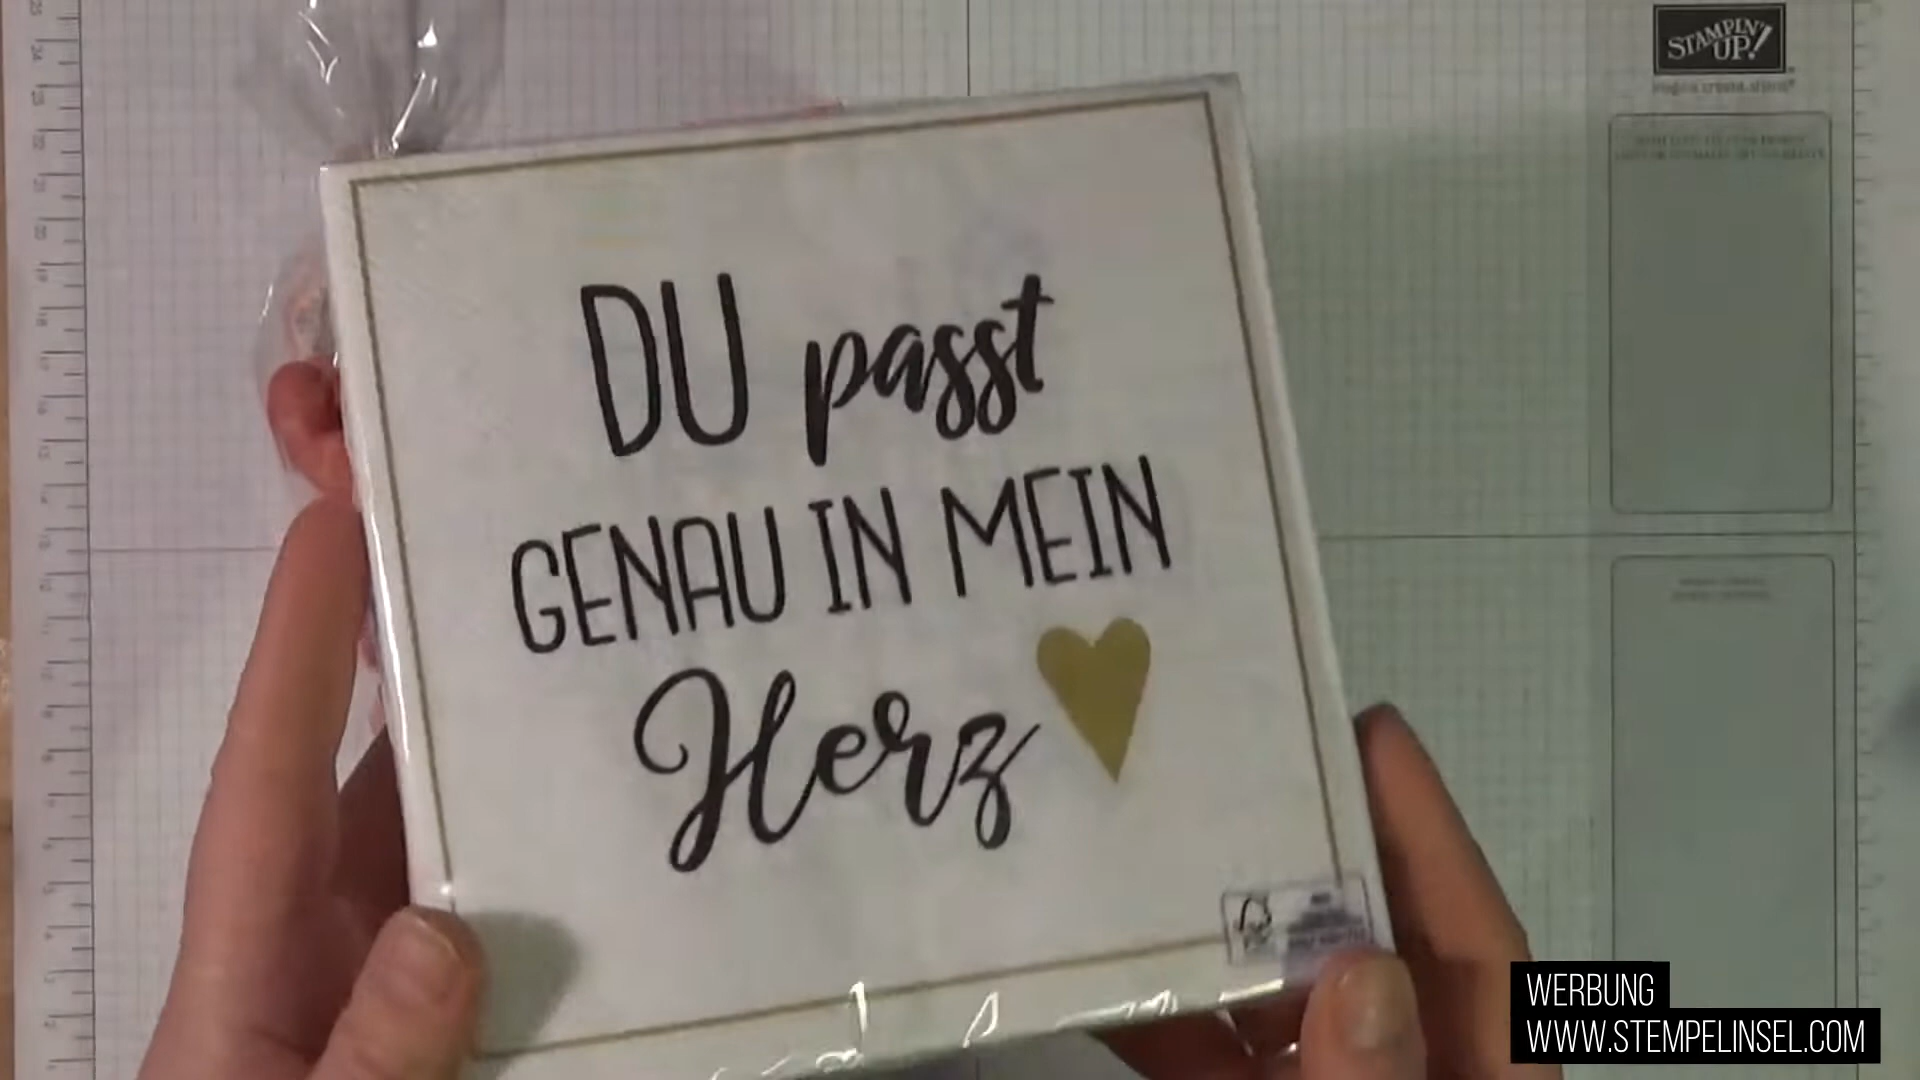 STAMPIN' UP!
DU passt
GENAU IN MEIN
Herz
WERBUNG
WWW.STEMPELINSEL.COM